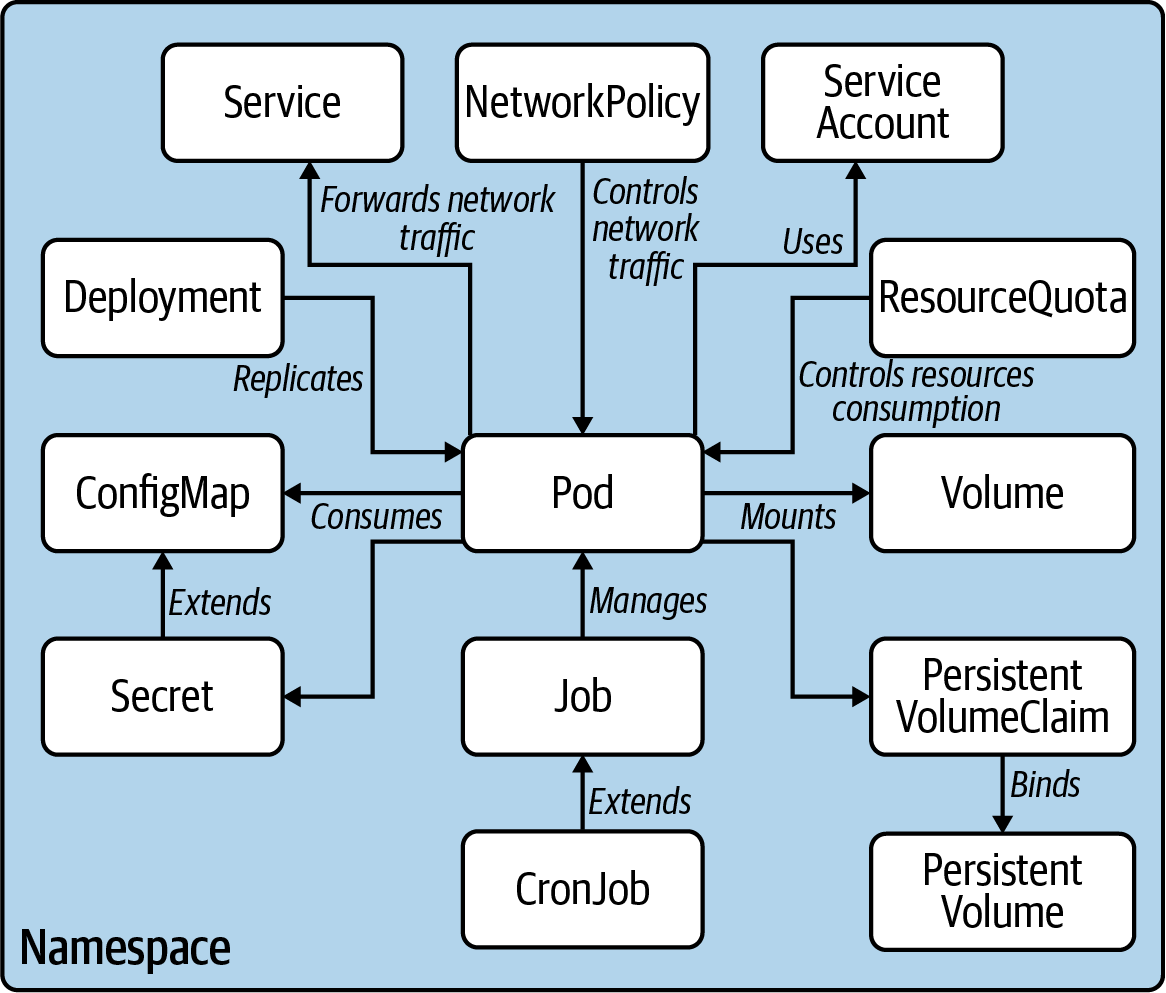 Service
NetworkPolicy
Service
Account
Forwards network
traffic
Controls
network
traffic
Uses
Deployment
ResourceQuota
Replicates
Controls resources
consumption
ConfigMap
Pod
Volume
Consumes
Mounts
Extends
Manages
Secret
Job
Persistent
VolumeClaim
Extends
Binds
CronJob
Persistent
Volume
Namespace